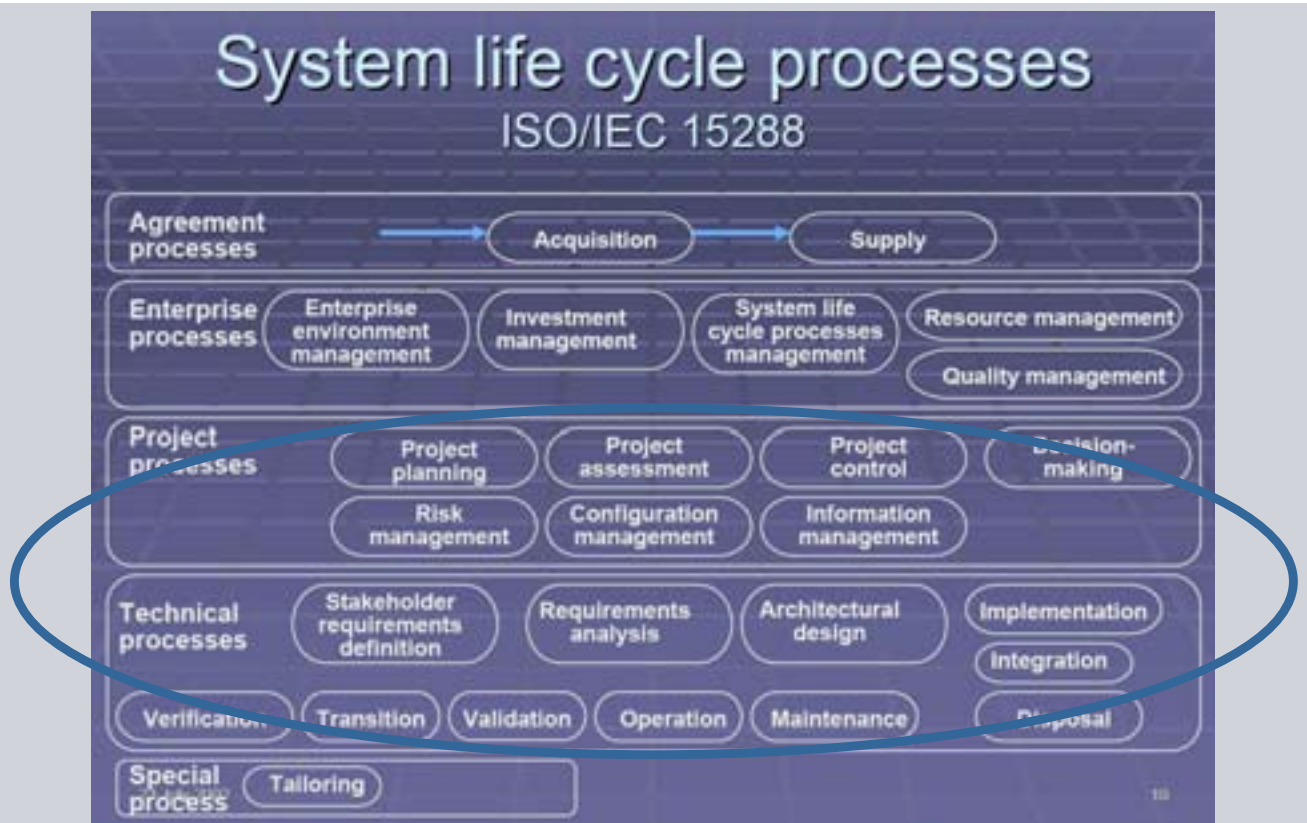 System life cycle processes
ISO/IEC 15288
Agreement
processes
Acquisition
Supply
Enterprise
processes
Enterprise
environment
management
Investment
management
System life
cycle processes
management
Resource management
Quality management
Project
processes
Project
planning
Project
assessment
Project
control
Decision-
making
Risk
management
Configuration
management
Information
management
Technical
processes
Stakeholder
requirements
definition
Requirements
analysis
Architectural
design
Implementation
Integration
Verification
Transition
Validation
Operation
Maintenance
Disposal
Special
process
Tailoring